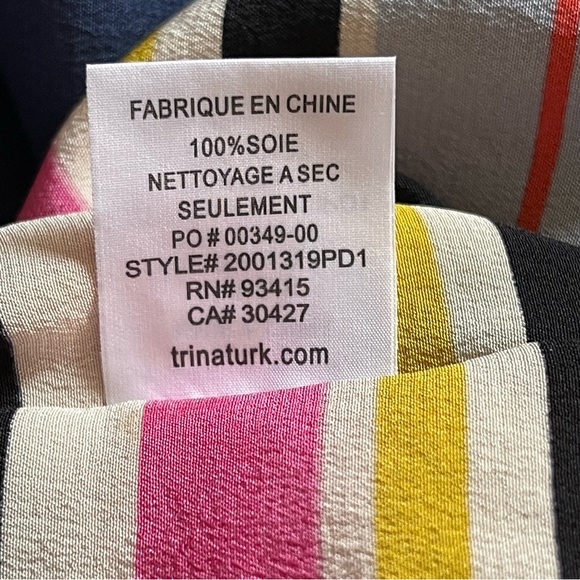 FABRIQUE EN CHINE
100%SOIE
NETTOYAGE A SEC
SEULEMENT
PO # 00349-00
STYLE# 2001319PD1
RN# 93415
CA# 30427
trinaturk.com